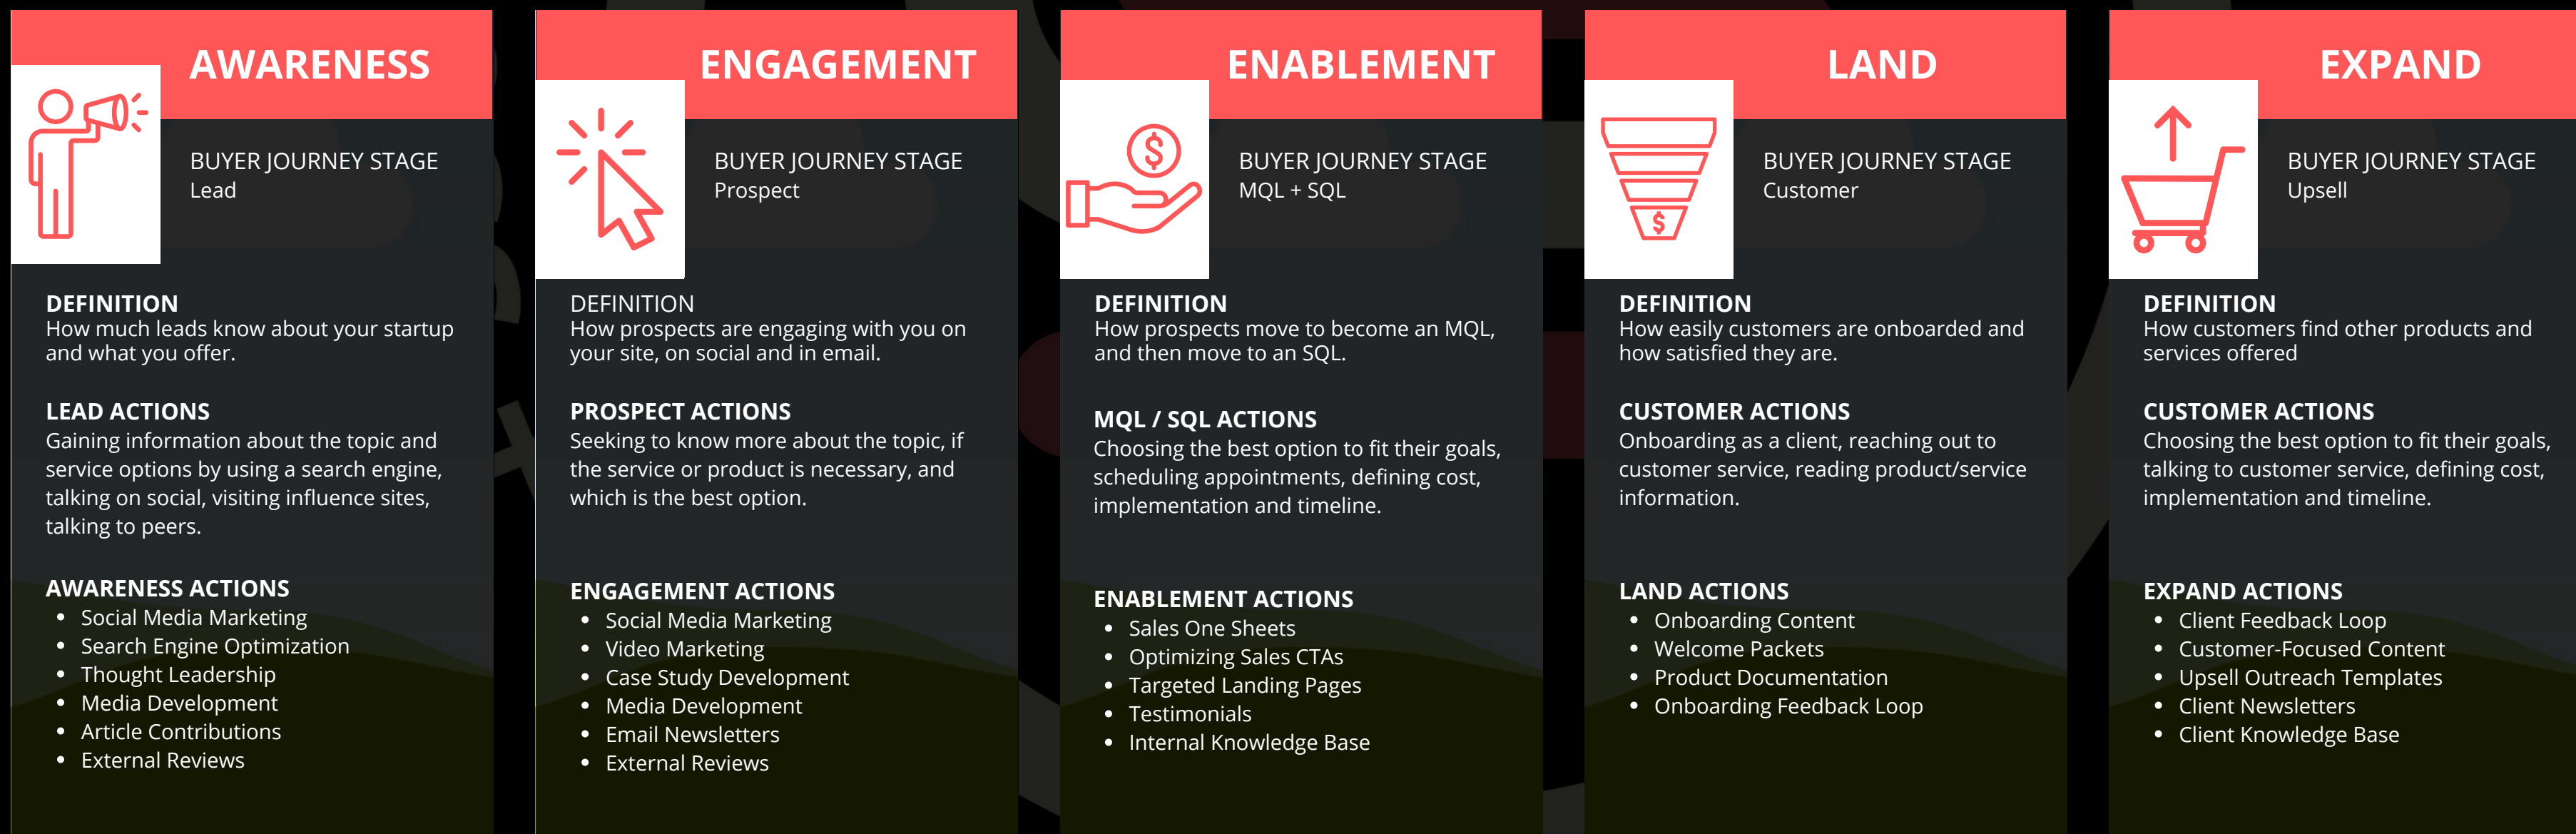 AWARENESS
BUYER JOURNEY STAGE
Lead
DEFINITION
How much leads know about your startup
and what you offer.
LEAD ACTIONS
Gaining information about the topic and
service options by using a search engine,
talking on social, visiting influence sites,
talking to peers.
AWARENESS ACTIONS
• Social Media Marketing
• Search Engine Optimization
• Thought Leadership
• Media Development
• Article Contributions
• External Reviews
ENGAGEMENT
BUYER JOURNEY STAGE
Prospect
DEFINITION
How prospects are engaging with you on
your site, on social and in email.
PROSPECT ACTIONS
Seeking to know more about the topic, if
the service or product is necessary, and
which is the best option.
ENGAGEMENT ACTIONS
• Social Media Marketing
• Video Marketing
• Case Study Development
• Media Development
• Email Newsletters
• External Reviews
ENABLEMENT
BUYER JOURNEY STAGE
MQL + SQL
DEFINITION
How prospects move to become an MQL,
and then move to an SQL.
MQL / SQL ACTIONS
Choosing the best option to fit their goals,
scheduling appointments, defining cost,
implementation and timeline.
ENABLEMENT ACTIONS
• Sales One Sheets
• Optimizing Sales CTAs
• Targeted Landing Pages
• Testimonials
• Internal Knowledge Base
LAND
BUYER JOURNEY STAGE
Customer
DEFINITION
How easily customers are onboarded and
how satisfied they are.
CUSTOMER ACTIONS
Onboarding as a client, reaching out to
customer service, reading product/service
information.
LAND ACTIONS
• Onboarding Content
• Welcome Packets
• Product Documentation
• Onboarding Feedback Loop
EXPAND
BUYER JOURNEY STAGE
Upsell
DEFINITION
How customers find other products and
services offered
CUSTOMER ACTIONS
Choosing the best option to fit their goals,
talking to customer service, defining cost,
implementation and timeline.
EXPAND ACTIONS
• Client Feedback Loop
• Customer-Focused Content
• Upsell Outreach Templates
• Client Newsletters
• Client Knowledge Base